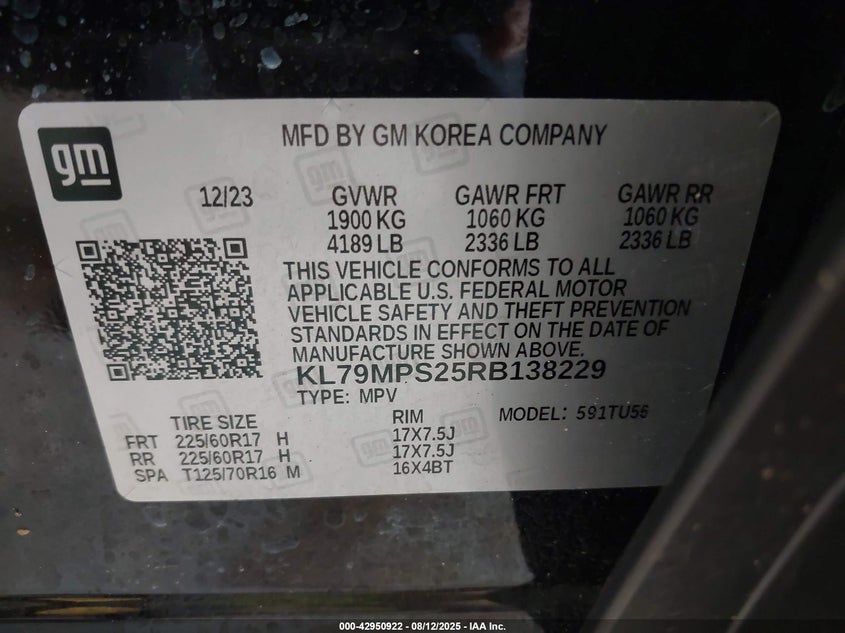 gm
MFD BY GM KOREA COMPANY
12/23 GVWR GAWR FRT GAWR RR
1900 KG 1060 KG 1060 KG
4189 LB 2336 LB 2336 LB
THIS VEHICLE CONFORMS TO ALL
APPLICABLE U.S. FEDERAL MOTOR
VEHICLE SAFETY AND THEFT PREVENTION
STANDARDS IN EFFECT ON THE DATE OF
MANUFACTURE SHOWN ABOVE.
KL79MPS25RB138229
TYPE: MPV
MODEL: 591TU56
TIRE SIZE RIM
FRT 225/60R17 H 17X7.5J
RR 225/60R17 H 17X7.5J
SPA T125/70R16 M 16X4BT
000-42950922 - 08/12/2025 - IAA Inc.